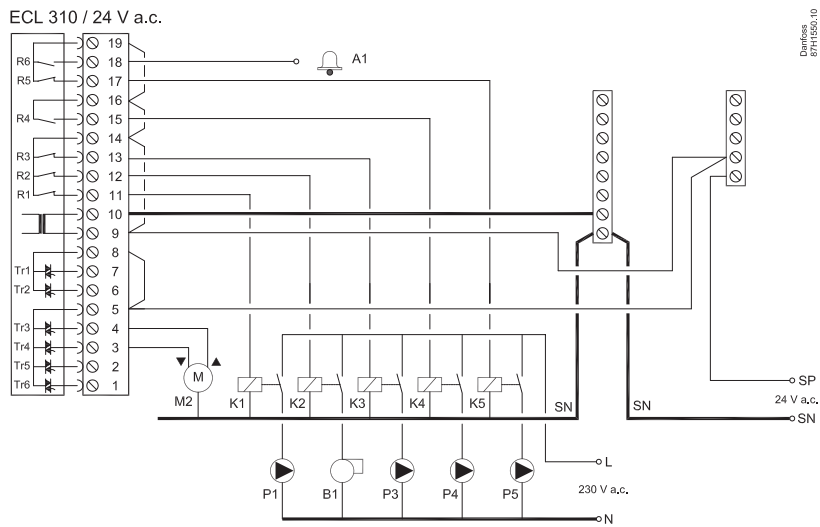 ECL 310 / 24 V a.c.
Danfoss
87H1550.10
19
R6 18 A1
R5 17
16
R4 15
14
R3 13
R2 12
R1 11
10
9
8
Tr1 7
Tr2 6
5
Tr3 4
Tr4 3
Tr5 2
Tr6 1
M
M2 K1 K2 K3 K4 K5 SN SN
SP
24 V a.c.
SN
L
P1 B1 P3 P4 P5 230 V a.c.
N